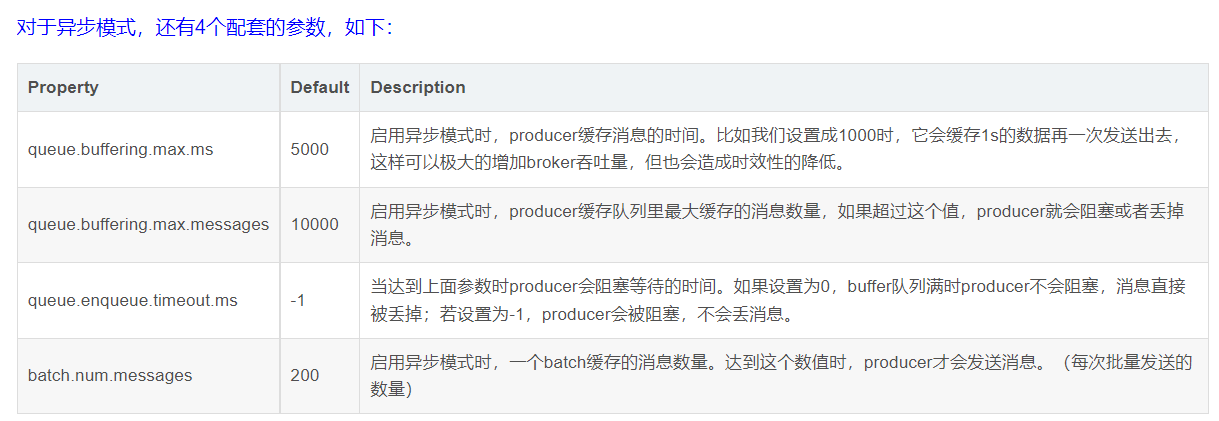 对于异步模式，还有4个配套的参数，如下：
Property Default Description
queue.buffering.max.ms 5000 启用异步模式时，producer缓存消息的时间。比如我们设置成1000时，它会缓存1s的数据再一次发送出去，
这样可以极大的增加broker吞吐量，但也会造成时效性的降低。
queue.buffering.max.messages 10000 启用异步模式时，producer缓存队列里最大缓存的消息数量，如果超过这个值，producer就会阻塞或者丢掉
消息。
queue.enqueue.timeout.ms -1 当达到上面参数时producer会阻塞等待的时间。如果设置为0，buffer队列满时producer不会阻塞，消息直接
被丢掉；若设置为-1，producer会被阻塞，不会丢消息。
batch.num.messages 200 启用异步模式时，一个batch缓存的消息数量。达到这个数值时，producer才会发送消息。（每次批量发送的
数量）